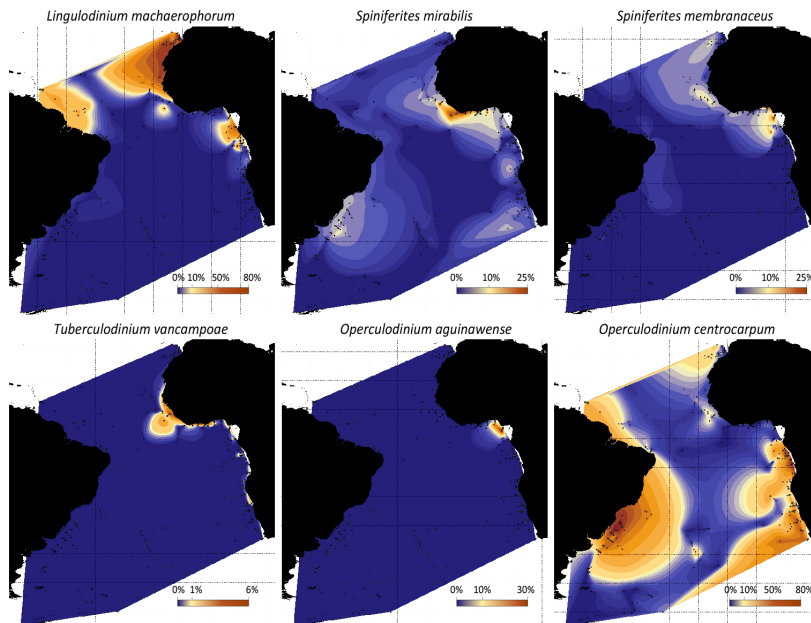 Lingulodinium machaerophorum
Spiniferites mirabilis
Spiniferites membranaceus
0% 10% 50% 80%
0% 10% 25%
0% 10% 25%
Tuberculodinium vancampoae
Operculodinium aguinawense
Operculodinium centrocarpum
0% 1% 6%
0% 10% 30%
0% 10% 50% 80%